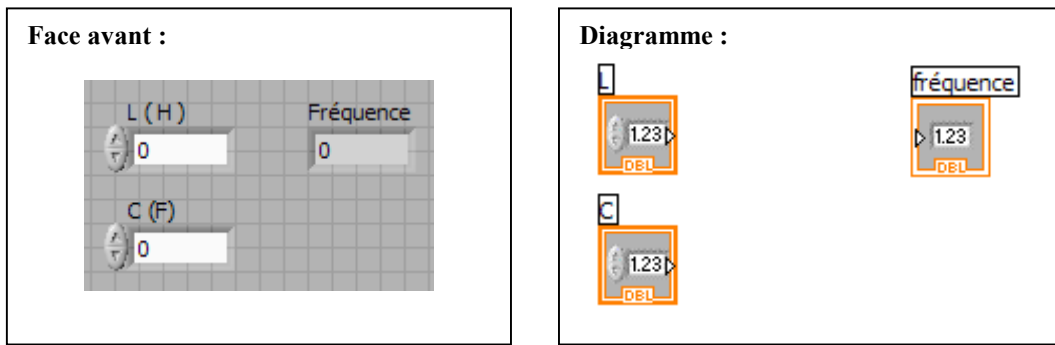 Face avant :
L ( H )
0
Fréquence
0
C (F)
0
Diagramme :
L
1.23
DBL
fréquence
1.23
DBL
C
1.23
DBL